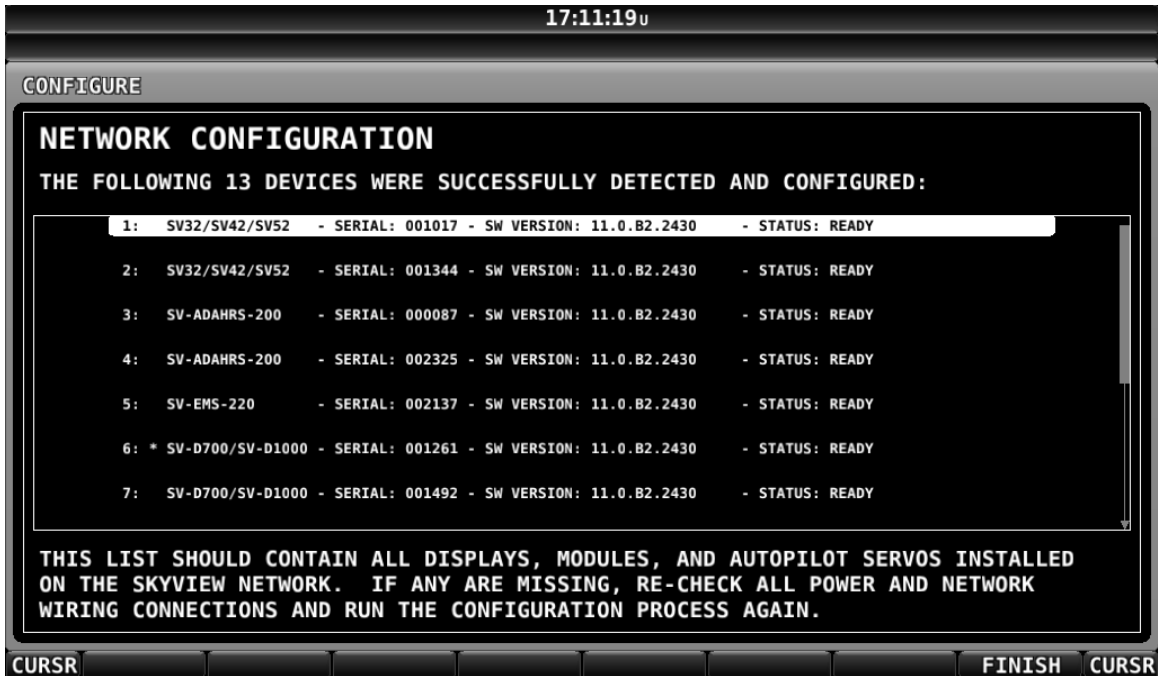 17:11:19U
CONFIGURE
NETWORK CONFIGURATION
THE FOLLOWING 13 DEVICES WERE SUCCESSFULLY DETECTED AND CONFIGURED:
1: SV32/SV42/SV52 - SERIAL: 001017 - SW VERSION: 11.0.B2.2430 - STATUS: READY
2: SV32/SV42/SV52 - SERIAL: 001344 - SW VERSION: 11.0.B2.2430 - STATUS: READY
3: SV-ADAHRS-200 - SERIAL: 000087 - SW VERSION: 11.0.B2.2430 - STATUS: READY
4: SV-ADAHRS-200 - SERIAL: 002325 - SW VERSION: 11.0.B2.2430 - STATUS: READY
5: SV-EMS-220 - SERIAL: 002137 - SW VERSION: 11.0.B2.2430 - STATUS: READY
6: * SV-D700/SV-D1000 - SERIAL: 001261 - SW VERSION: 11.0.B2.2430 - STATUS: READY
7: SV-D700/SV-D1000 - SERIAL: 001492 - SW VERSION: 11.0.B2.2430 - STATUS: READY
THIS LIST SHOULD CONTAIN ALL DISPLAYS, MODULES, AND AUTOPILOT SERVOS INSTALLED
ON THE SKYVIEW NETWORK. IF ANY ARE MISSING, RE-CHECK ALL POWER AND NETWORK
WIRING CONNECTIONS AND RUN THE CONFIGURATION PROCESS AGAIN.
CURSR FINISH CURSR